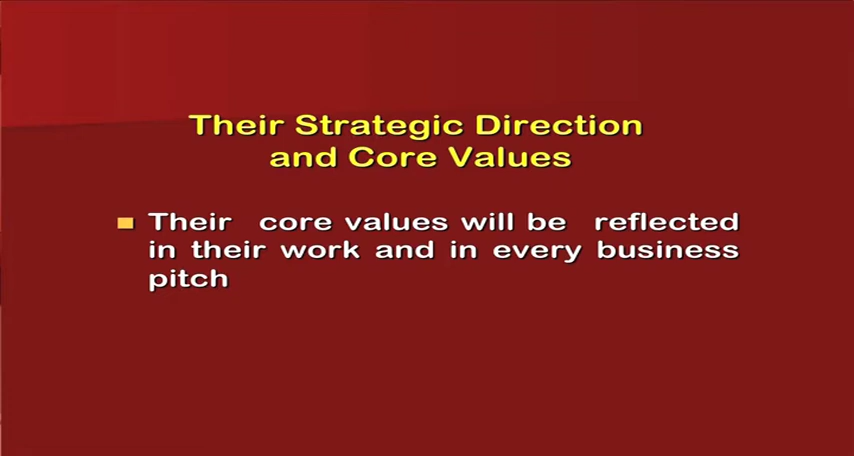 Their Strategic Direction
and Core Values
Their core values will be reflected
in their work and in every business
pitch